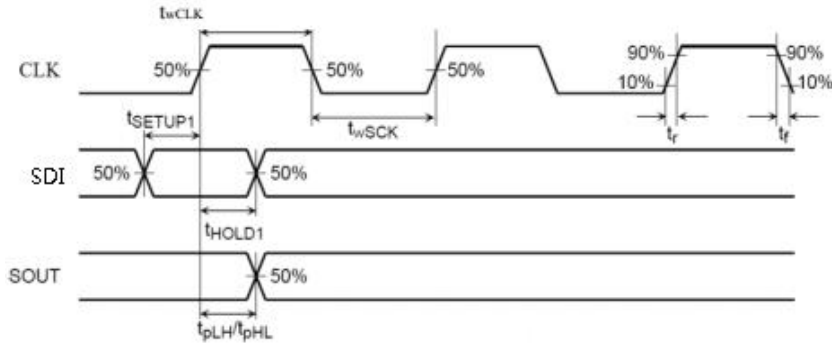 twCLK
90% 90%
CLK 50% 50% 50% 10% 10%
tSETUP1 twSCK tr tf
SDI 50% 50%
tHOLD1
SOUT 50%
tpLH/tpHL